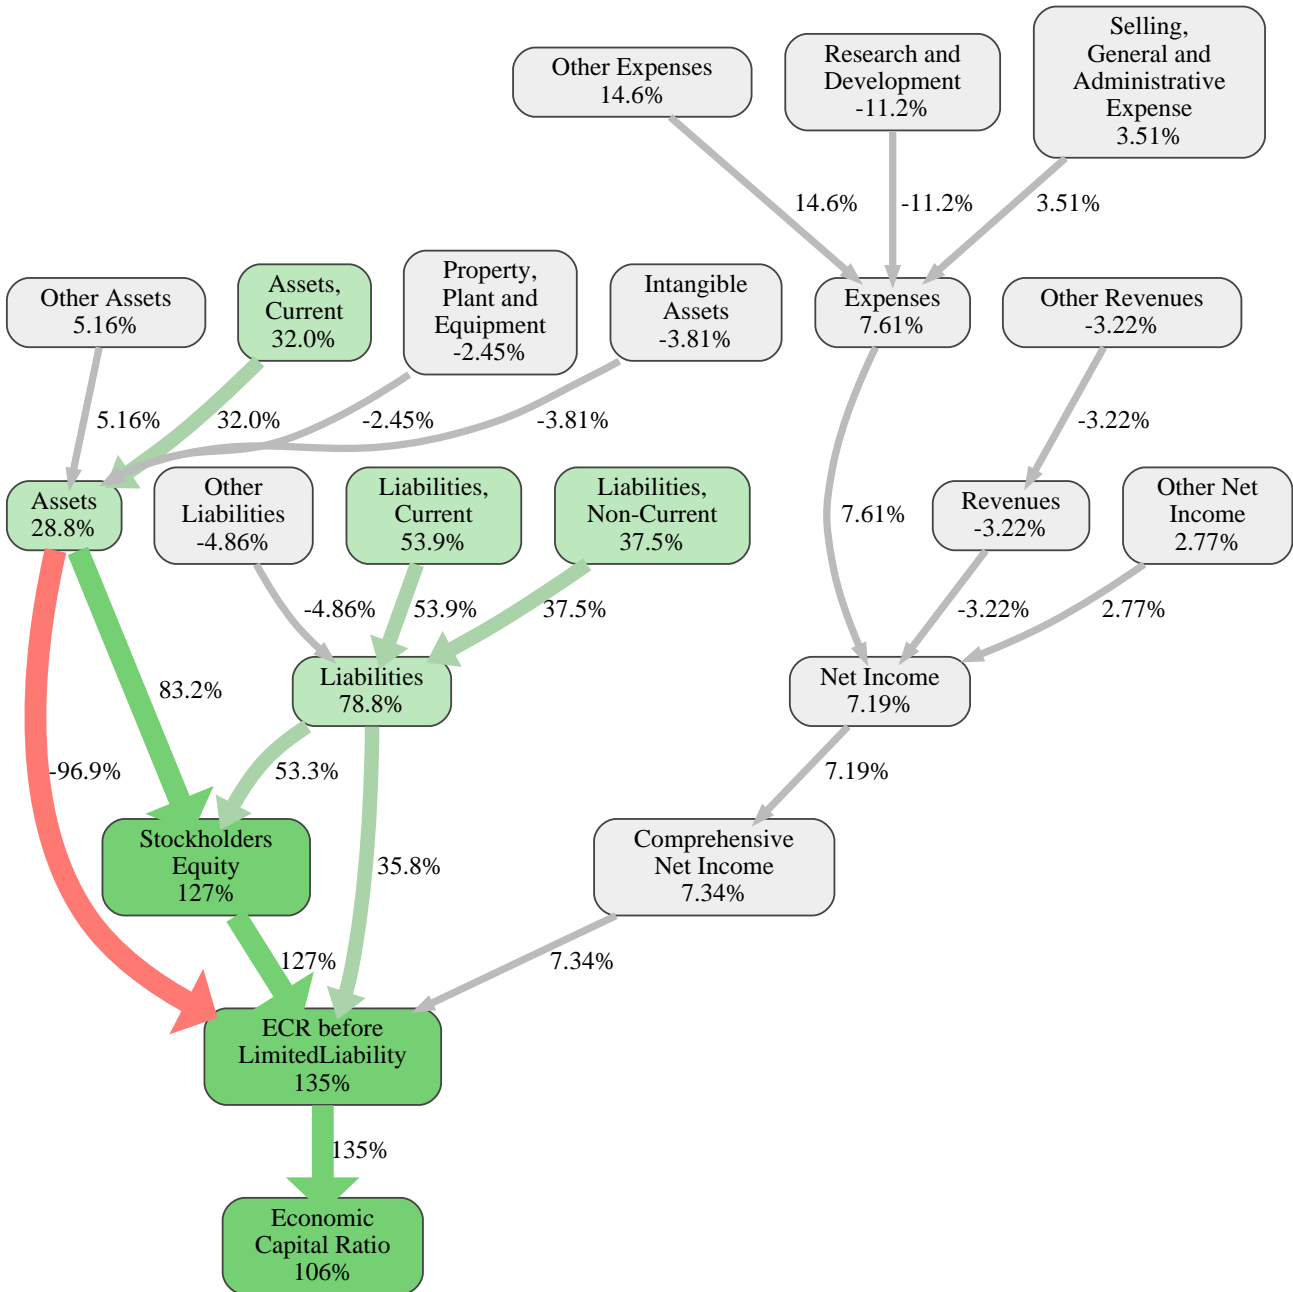 Selling,
General and
Administrative
Expense
3.51%
Other Expenses
14.6%
Research and
Development
-11.2%
14.6%
-11.2%
3.51%
Other Assets
5.16%
Assets,
Current
32.0%
Property,
Plant and
Equipment
-2.45%
Intangible
Assets
-3.81%
Expenses
7.61%
Other Revenues
-3.22%
5.16%
32.0%
-2.45%
-3.81%
-3.22%
Assets
28.8%
Other
Liabilities
-4.86%
Liabilities,
Current
53.9%
Liabilities,
Non-Current
37.5%
7.61%
Revenues
-3.22%
Other Net
Income
2.77%
-4.86%
53.9%
37.5%
-3.22%
2.77%
83.2%
Liabilities
78.8%
Net Income
7.19%
-96.9%
53.3%
7.19%
Stockholders
Equity
127%
35.8%
Comprehensive
Net Income
7.34%
127%
7.34%
ECR before
LimitedLiability
135%
135%
Economic
Capital Ratio
106%